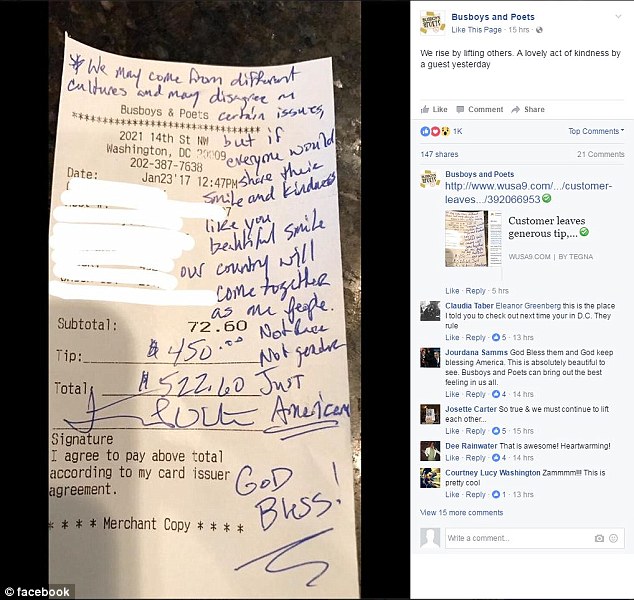 * We may come from different
cultures and may disagree on
certain issues,
Busboys & Poets
********************************
2021 14th St NW
but if
Washington, DC 20009
everyone would
202-387-7638
share their
Date:
Jan23'17 12:47PM
smile and kindness
like you
beautiful smile
our country will
come together
as one people.
Subtotal: 72.60
Not Race
Tip: $ 450.00
Not gender
Total: $ 522.60
Just
American
Signature
I agree to pay above total
according to my card issuer
agreement.
GOD
Bless!
* * * * Merchant Copy * * * *
facebook
Busboys and Poets
Like This Page · 15 hrs ·
We rise by lifting others. A lovely act of kindness by
a guest yesterday
Like Comment Share
1K
Top Comments
147 shares
21 Comments
Busboys and Poets
http://www.wusa9.com/.../customer-
leaves.../392066953
Customer leaves
generous tip,...
WUSA9.COM | BY TEGNA
Like · Reply · 5 hrs
Claudia Taber Eleanor Greenberg this is the place
I told you to check out next time your in D.C. They
rule
Like · Reply · 5 · 13 hrs
Jourdana Samms God Bless them and God keep
blessing America. This is absolutely beautiful to
see. Busboys and Poets can bring out the best
feeling in us all.
Like · Reply · 4 · 14 hrs
Josette Carter So true & we must continue to lift
each other...
Like · Reply · 5 · 15 hrs
Dee Rainwater That is awesome! Heartwarming!
Like · Reply · 4 · 14 hrs
Courtney Lucy Washington Zammmm!!! This is
pretty cool
Like · Reply · 1 · 13 hrs
View 15 more comments
Write a comment...